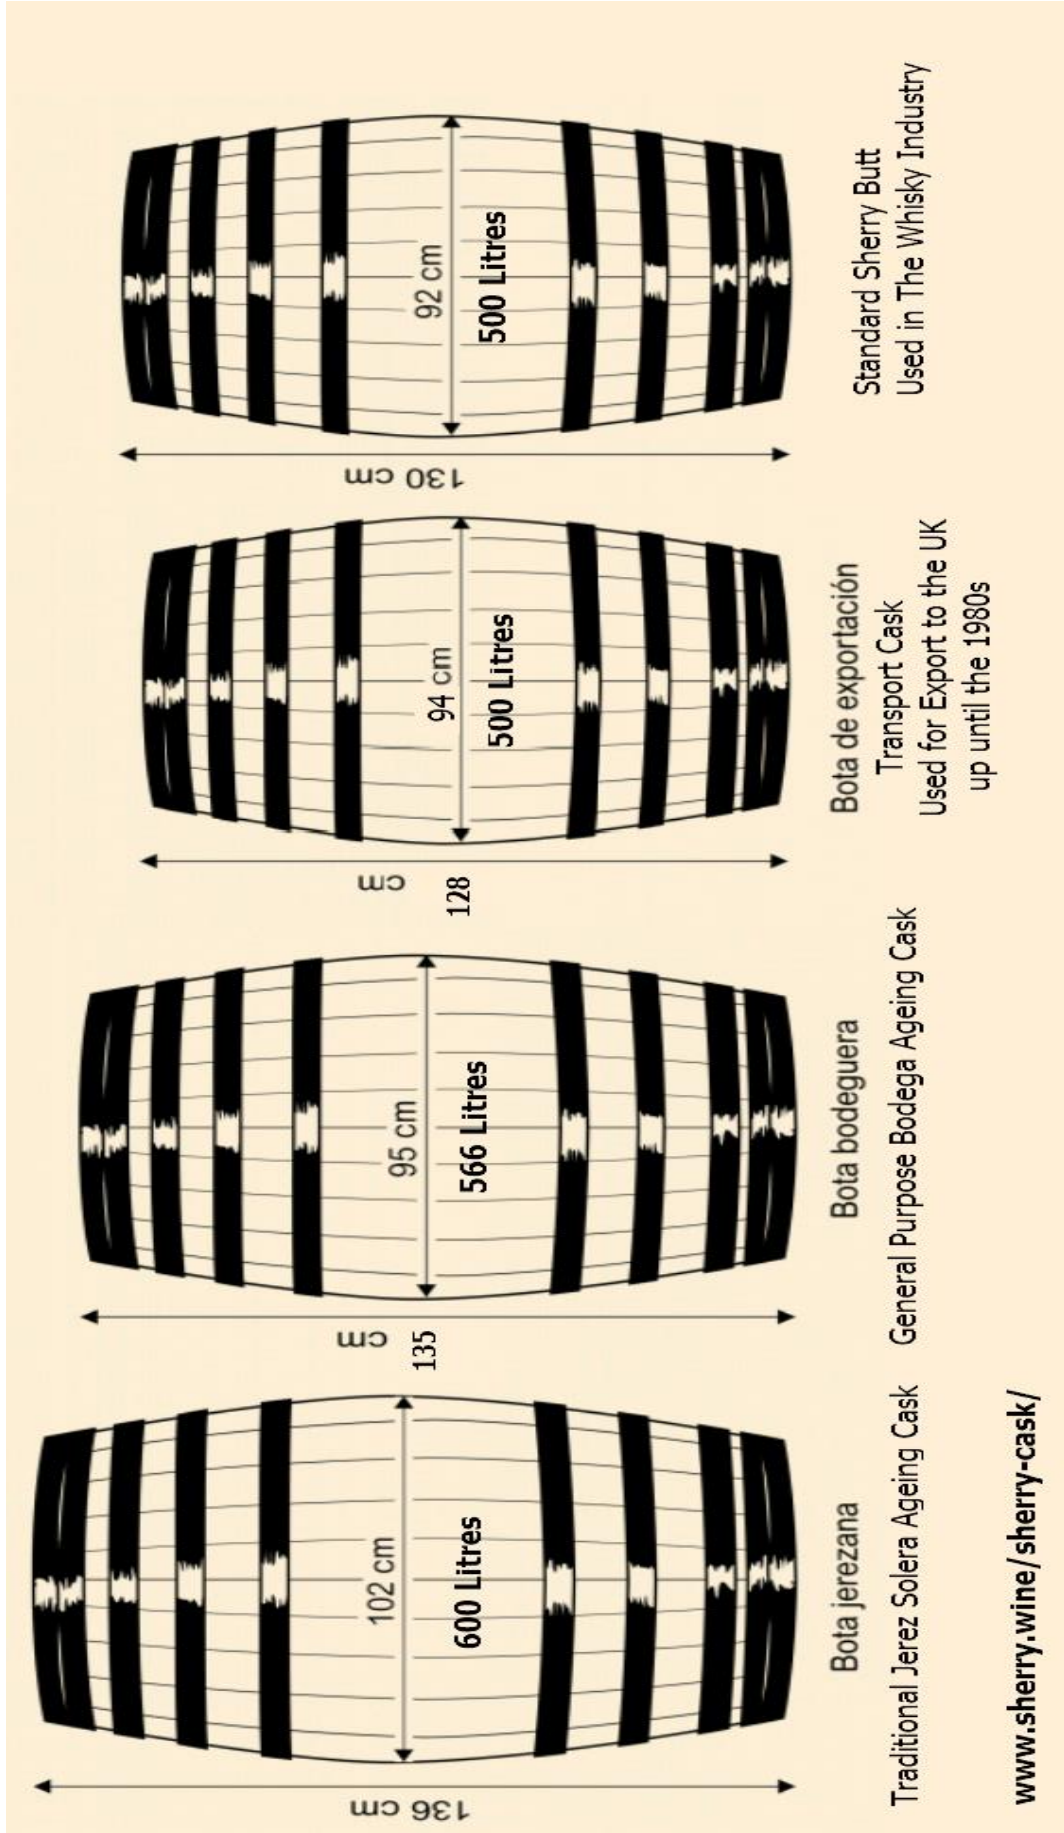 136 cm
102 cm
600 Litres
Bota jerezana
Traditional Jerez Solera Ageing Cask
135
cm
95 cm
566 Litres
Bota bodeguera
General Purpose Bodega Ageing Cask
128
cm
94 cm
500 Litres
Bota de exportación
Transport Cask
Used for Export to the UK
up until the 1980s
130 cm
92 cm
500 Litres
Standard Sherry Butt
Used in The Whisky Industry
www.sherry.wine/sherry-cask/